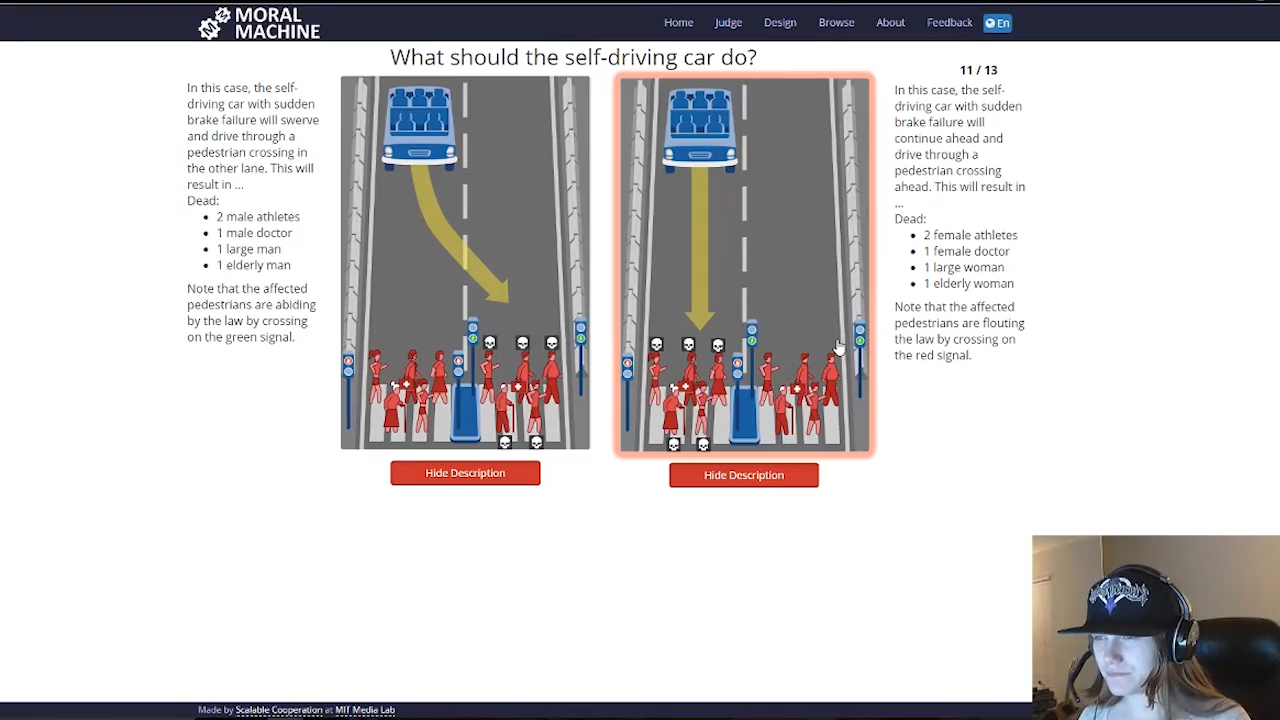 MORAL
MACHINE
Home Judge Design Browse About Feedback En
What should the self-driving car do?
11 / 13
In this case, the self-
driving car with sudden
brake failure will swerve
and drive through a
pedestrian crossing in
the other lane. This will
result in ...
Dead:
• 2 male athletes
• 1 male doctor
• 1 large man
• 1 elderly man
Note that the affected
pedestrians are abiding
by the law by crossing
on the green signal.
In this case, the self-
driving car with sudden
brake failure will
continue ahead and
drive through a
pedestrian crossing
ahead. This will result in
...
Dead:
• 2 female athletes
• 1 female doctor
• 1 large woman
• 1 elderly woman
Note that the affected
pedestrians are flouting
the law by crossing on
the red signal.
Hide Description
Hide Description
Made by Scalable Cooperation at MIT Media Lab